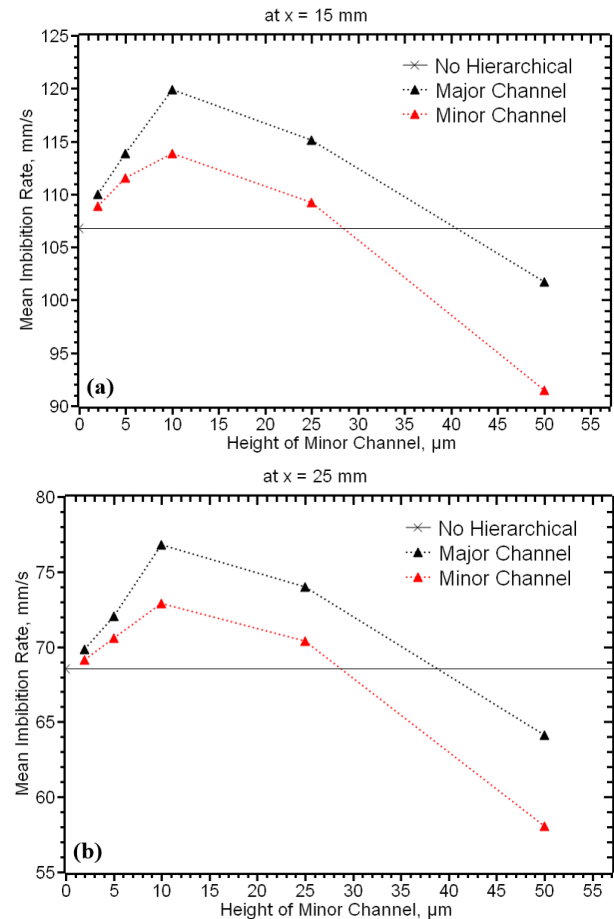 at x = 15 mm
125
120
115
110
105
100
95
90
Mean Imbibition Rate, mm/s
No Hierarchical
Major Channel
Minor Channel
(a)
0 5 10 15 20 25 30 35 40 45 50 55
Height of Minor Channel, µm
at x = 25 mm
80
75
70
65
60
55
Mean Imbibition Rate, mm/s
No Hierarchical
Major Channel
Minor Channel
(b)
0 5 10 15 20 25 30 35 40 45 50 55
Height of Minor Channel, µm